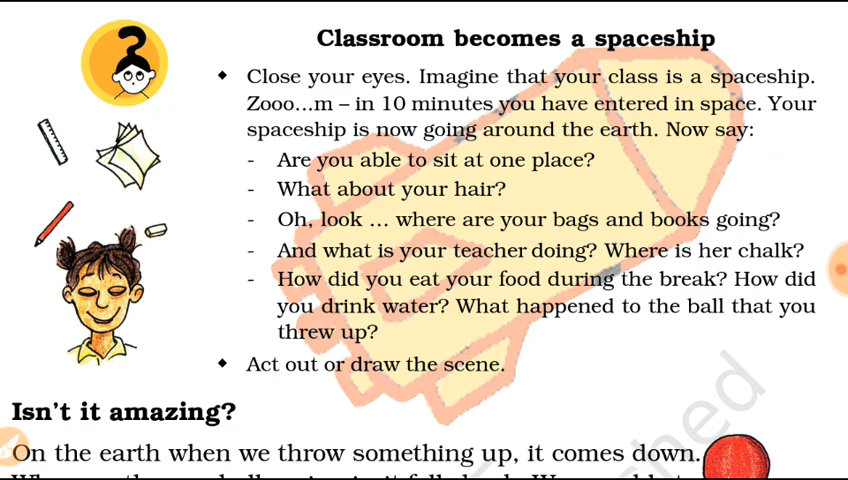 Classroom becomes a spaceship
◆ Close your eyes. Imagine that your class is a spaceship.
Zooo...m – in 10 minutes you have entered in space. Your
spaceship is now going around the earth. Now say:
- Are you able to sit at one place?
- What about your hair?
- Oh, look ... where are your bags and books going?
- And what is your teacher doing? Where is her chalk?
- How did you eat your food during the break? How did
you drink water? What happened to the ball that you
threw up?
◆ Act out or draw the scene.
Isn't it amazing?
On the earth when we throw something up, it comes down.